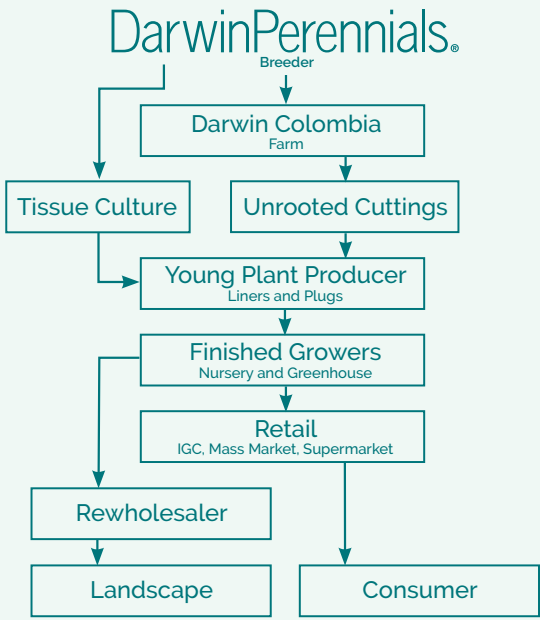 DarwinPerennials®
Breeder
Darwin Colombia
Farm
Tissue Culture
Unrooted Cuttings
Young Plant Producer
Liners and Plugs
Finished Growers
Nursery and Greenhouse
Retail
IGC, Mass Market, Supermarket
Rewholesaler
Landscape
Consumer